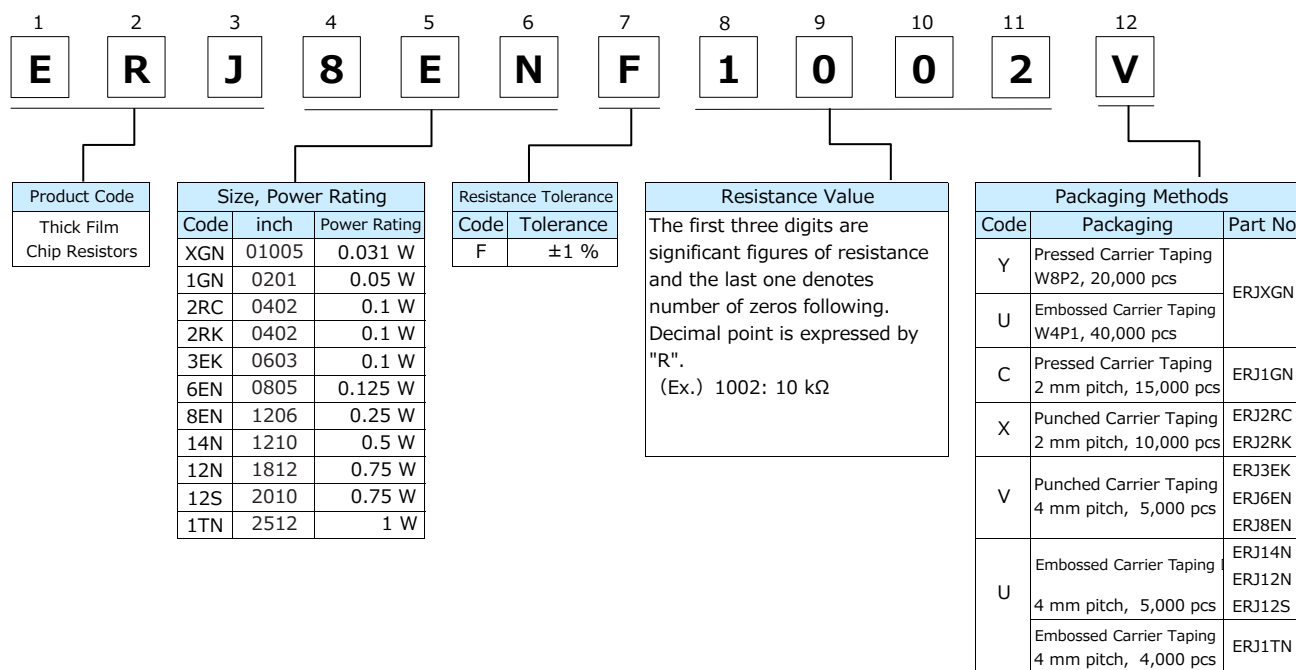 1 2 3 4 5 6 7 8 9 10 11 12
E R J 8 E N F 1 0 0 2 V
Product Code
Thick Film
Chip Resistors
Size, Power Rating
Code inch Power Rating
XGN 01005 0.031 W
1GN 0201 0.05 W
2RC 0402 0.1 W
2RK 0402 0.1 W
3EK 0603 0.1 W
6EN 0805 0.125 W
8EN 1206 0.25 W
14N 1210 0.5 W
12N 1812 0.75 W
12S 2010 0.75 W
1TN 2512 1 W
Resistance Tolerance
Code Tolerance
F ±1 %
Resistance Value
The first three digits are
significant figures of resistance
and the last one denotes
number of zeros following.
Decimal point is expressed by
"R".
（Ex.）1002: 10 kΩ
Packaging Methods
Code Packaging Part No
Y
Pressed Carrier Taping
W8P2, 20,000 pcs
ERJXGN
U
Embossed Carrier Taping
W4P1, 40,000 pcs
C
Pressed Carrier Taping
2 mm pitch, 15,000 pcs
ERJ1GN
X
Punched Carrier Taping
2 mm pitch, 10,000 pcs
ERJ2RC
ERJ2RK
V
Punched Carrier Taping
4 mm pitch, 5,000 pcs
ERJ3EK
ERJ6EN
ERJ8EN
U
Embossed Carrier Taping
4 mm pitch, 5,000 pcs
ERJ14N
ERJ12N
ERJ12S
Embossed Carrier Taping
4 mm pitch, 4,000 pcs
ERJ1TN